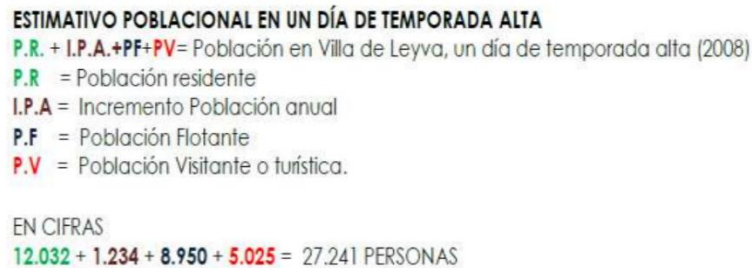 ESTIMATIVO POBLACIONAL EN UN DÍA DE TEMPORADA ALTA
P.R. + I.P.A.+PF+PV= Población en Villa de Leyva, un día de temporada alta (2008)
P.R = Población residente
I.P.A = Incremento Población anual
P.F = Población Flotante
P.V = Población Visitante o turística.
EN CIFRAS
12.032 + 1.234 + 8.950 + 5.025 = 27.241 PERSONAS